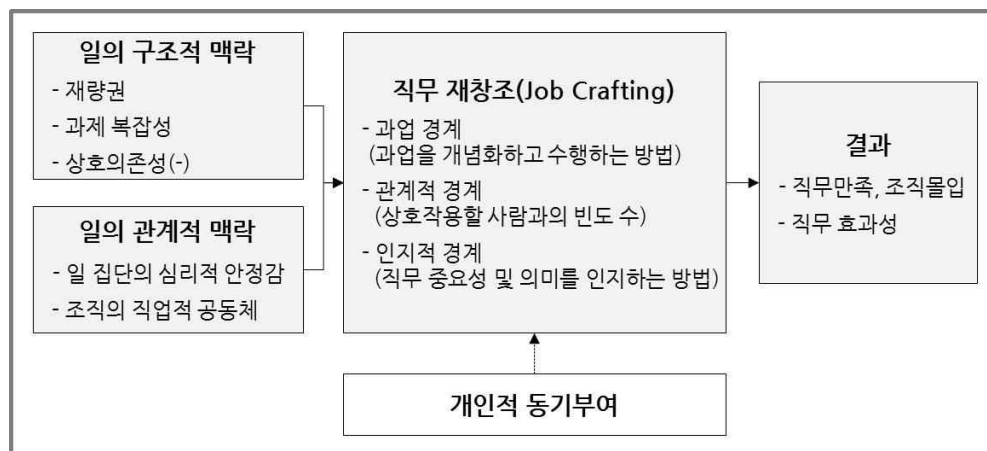 일의 구조적 맥락
- 재량권
- 과제 복잡성
- 상호의존성(-)
일의 관계적 맥락
- 일 집단의 심리적 안정감
- 조직의 직업적 공동체
직무 재창조(Job Crafting)
- 과업 경계
(과업을 개념화하고 수행하는 방법)
- 관계적 경계
(상호작용할 사람과의 빈도 수)
- 인지적 경계
(직무 중요성 및 의미를 인지하는 방법)
개인적 동기부여
결과
- 직무만족, 조직몰입
- 직무 효과성